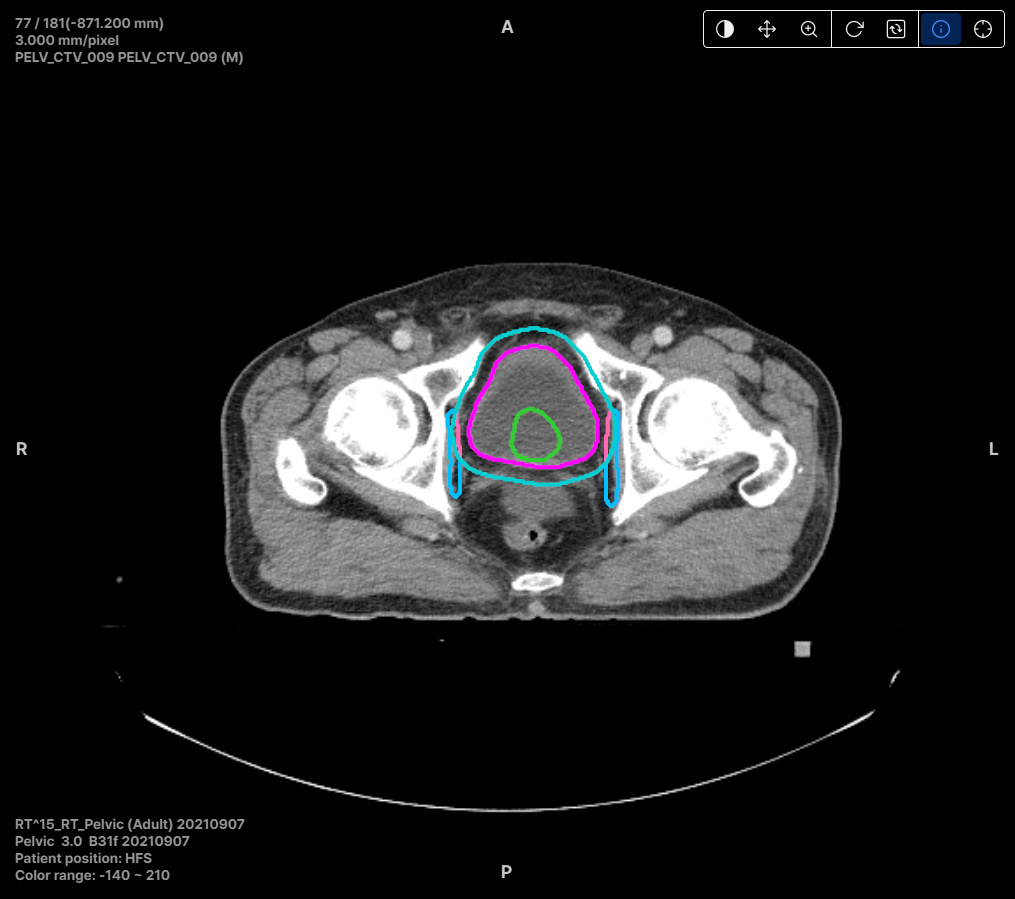 77 / 181(-871.200 mm)
3.000 mm/pixel
PELV_CTV_009 PELV_CTV_009 (M)
A
R
L
RT^15_RT_Pelvic (Adult) 20210907
Pelvic  3.0  B31f 20210907
Patient position: HFS
Color range: -140 ~ 210
P